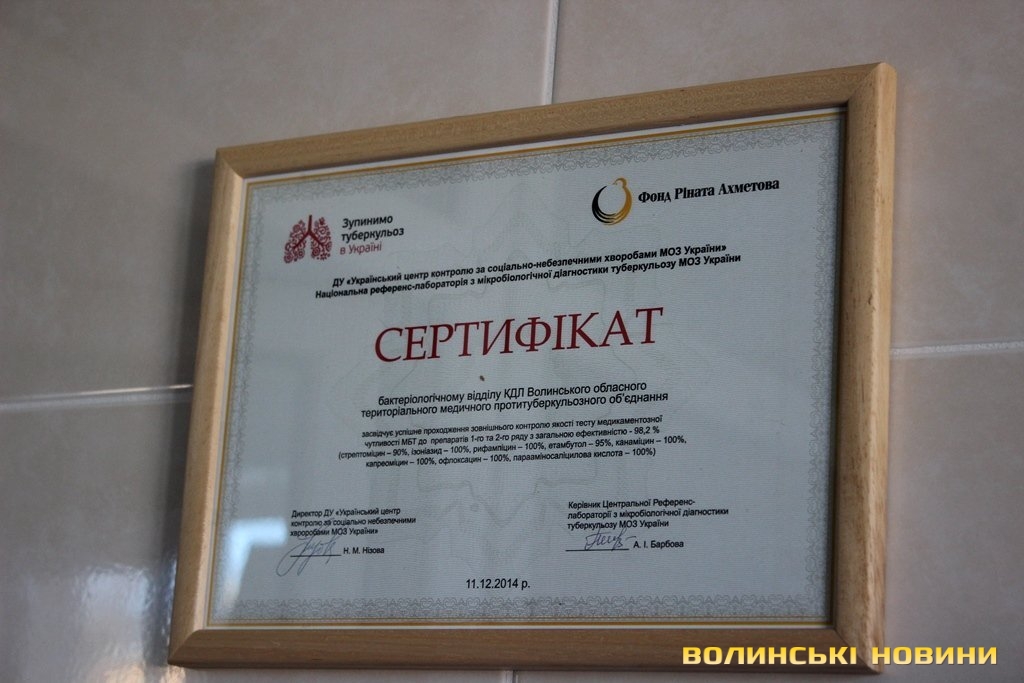 Зупинимо
туберкульоз
в Україні
Фонд Ріната Ахметова
ДУ «Український центр контролю за соціально-небезпечними хворобами МОЗ України»
Національна референс-лабораторія з мікробіологічної діагностики туберкульозу МОЗ України
СЕРТИФІКАТ
бактеріологічному відділу КДЛ Волинського обласного
територіального медичного протитуберкульозного об'єднання
засвідчує успішне проходження зовнішнього контролю якості тесту медикаментозної
чутливості МБТ до препаратів 1-го та 2-го ряду з загальною ефективністю - 98,2 %
(стрептоміцин – 90%, ізоніазид – 100%, рифампіцин – 100%, етамбутол – 95%, канаміцин – 100%,
капреоміцин – 100%, офлоксацин – 100%, парааміносаліцилова кислота – 100%)
Директор ДУ «Український центр
контролю за соціально небезпечними
хворобами МОЗ України»
Н. М. Нізова
Керівник Центральної Референс-
лабораторії з мікробіологічної діагностики
туберкульозу МОЗ України
А. І. Барбова
11.12.2014 р.
ВОЛИНСЬКІ НОВИНИ